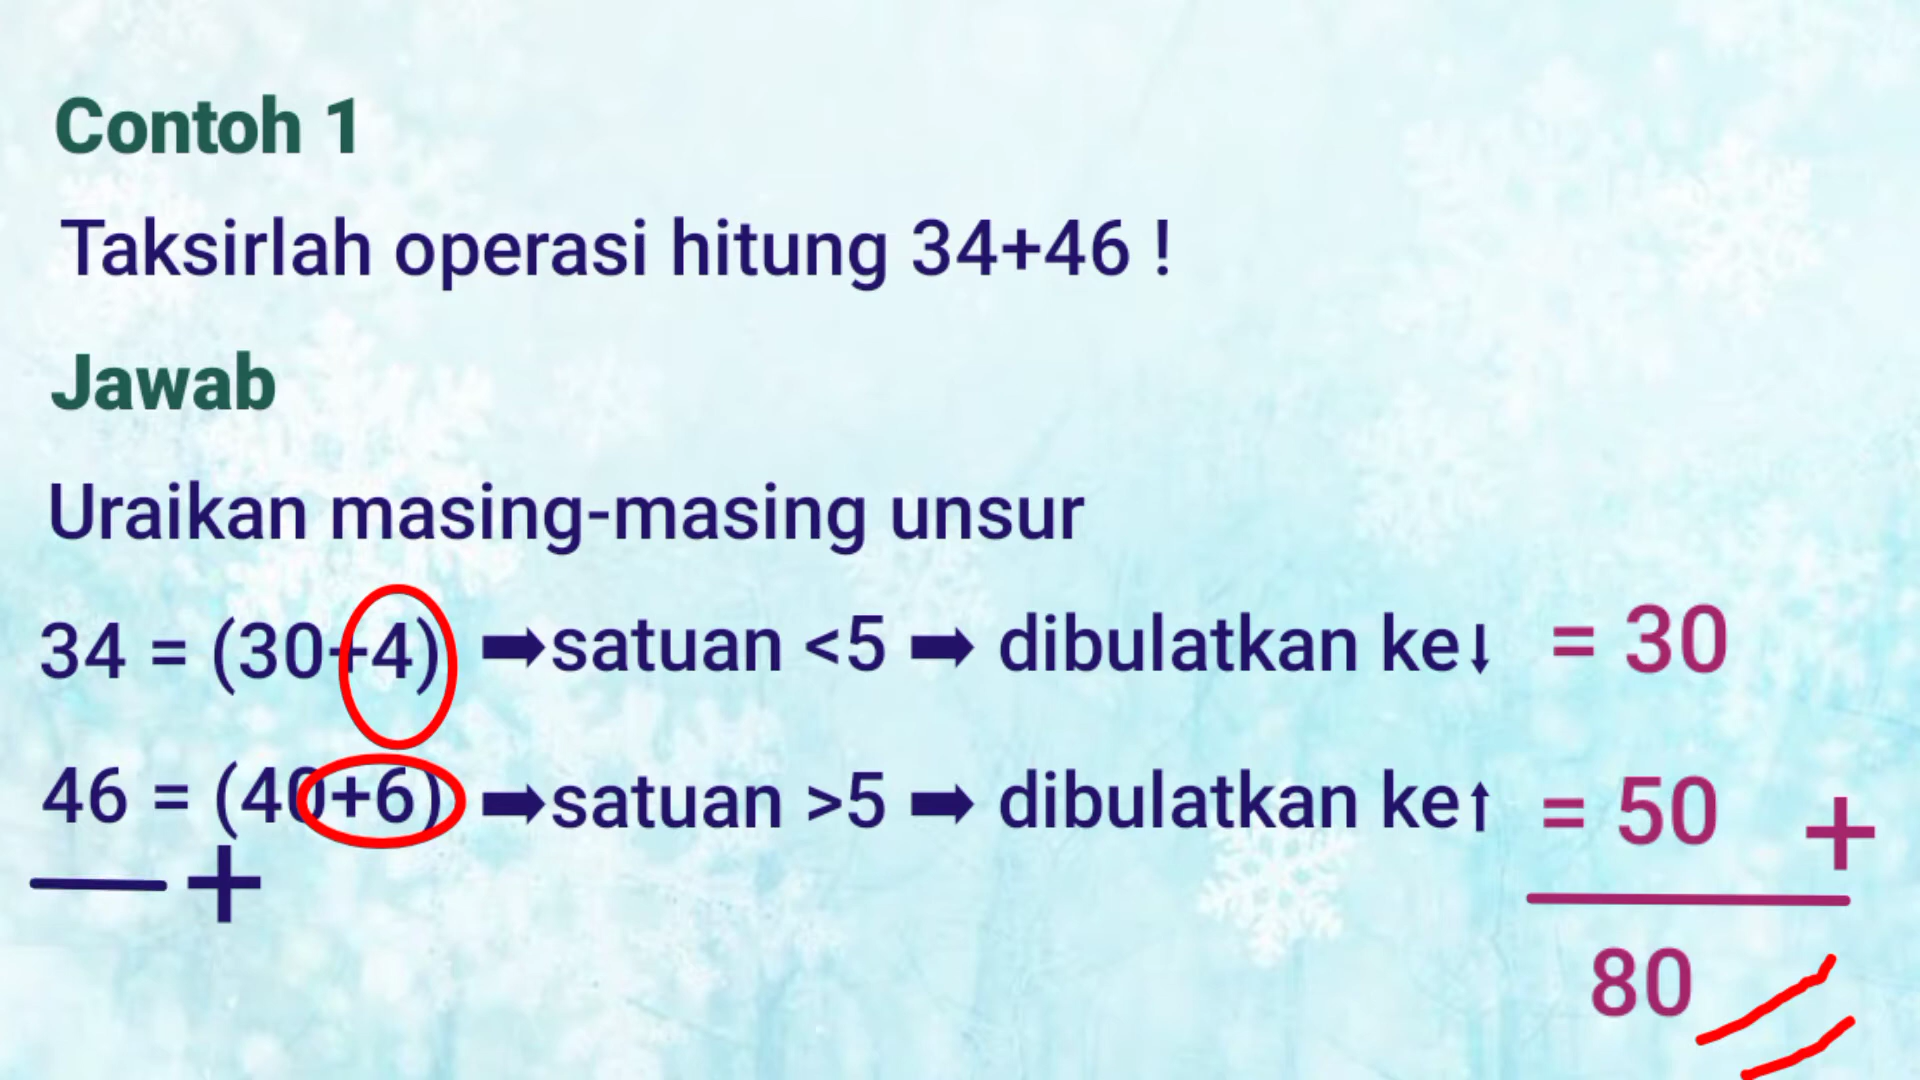 Contoh 1
Taksirlah operasi hitung 34+46 !
Jawab
Uraikan masing-masing unsur
34 = (30+4) ➡satuan <5 ➡ dibulatkan ke↓ = 30
46 = (40+6) ➡satuan >5 ➡ dibulatkan ke↑ = 50 +
+
80